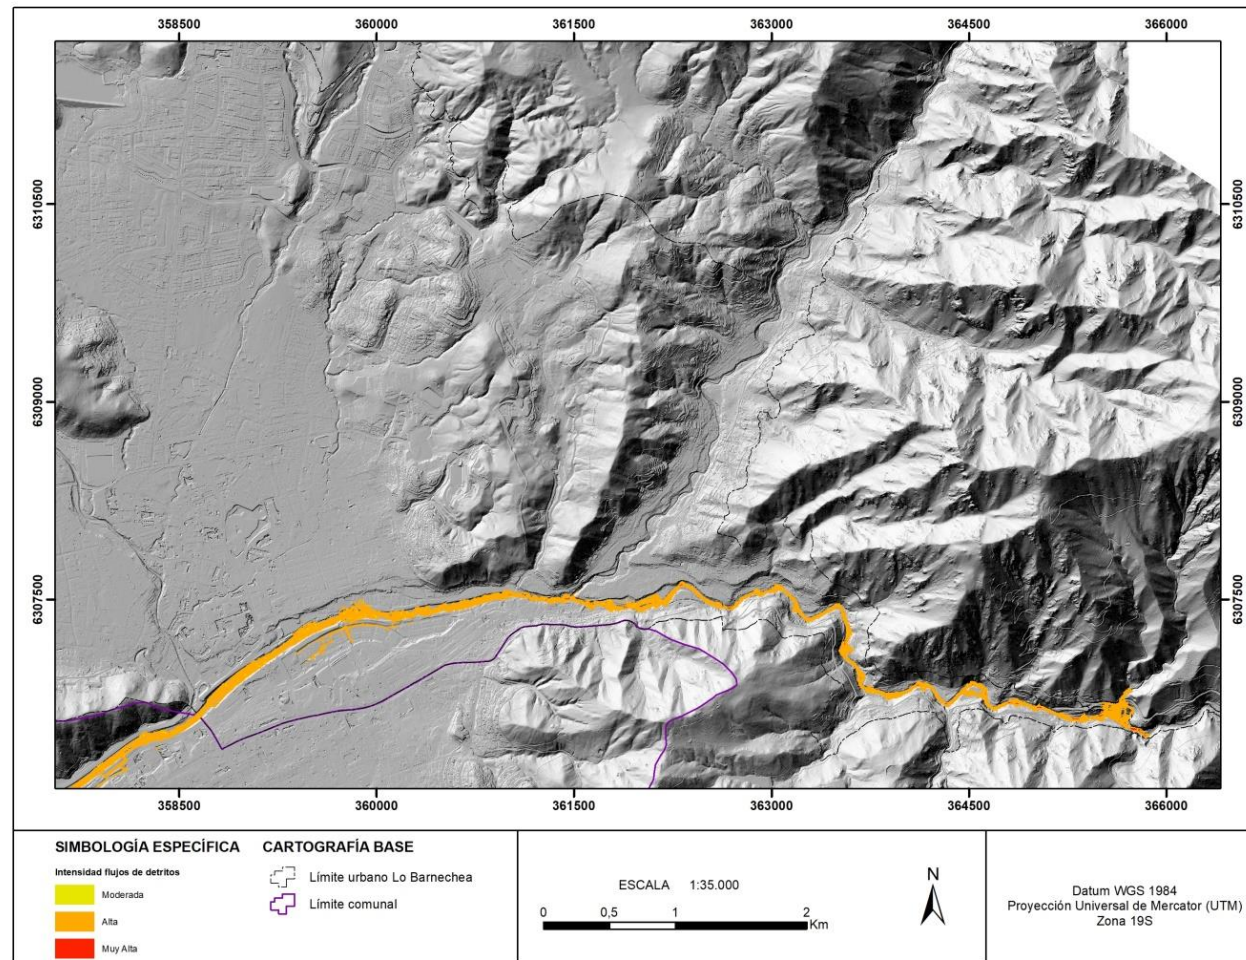 358500 360000 361500 363000 364500 366000
6310500 6310500
6309000 6309000
6307500 6307500
358500 360000 361500 363000 364500 366000
SIMBOLOGÍA ESPECÍFICA
Intensidad flujos de detritos
Moderada
Alta
Muy Alta
CARTOGRAFÍA BASE
Límite urbano Lo Barnechea
Límite comunal
ESCALA 1:35.000
0 0,5 1 2
Km
N
Datum WGS 1984
Proyección Universal de Mercator (UTM)
Zona 19S